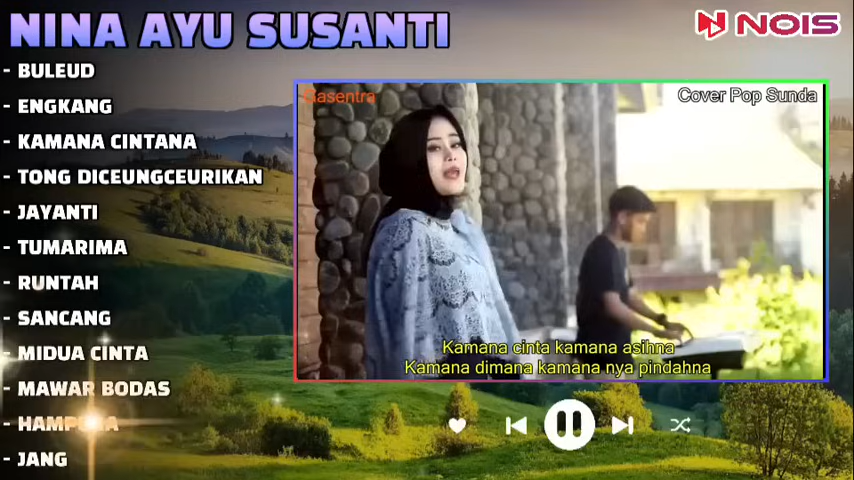 NINA AYU SUSANTI
NOIS
- BULEUD
- ENGKANG
- KAMANA CINTANA
- TONG DICEUNGCEURIKAN
- JAYANTI
- TUMARIMA
- RUNTAH
- SANCANG
- MIDUA CINTA
- MAWAR BODAS
- JANG
Gasentra
Cover Pop Sunda
Kamana cinta kamana asihna
Kamana dimana kamana nya pindahna